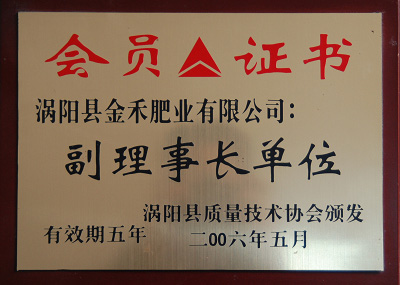 会员证书
涡阳县金禾肥业有限公司：
副理事长单位
涡阳县质量技术协会颁发
有效期五年 二00六年五月